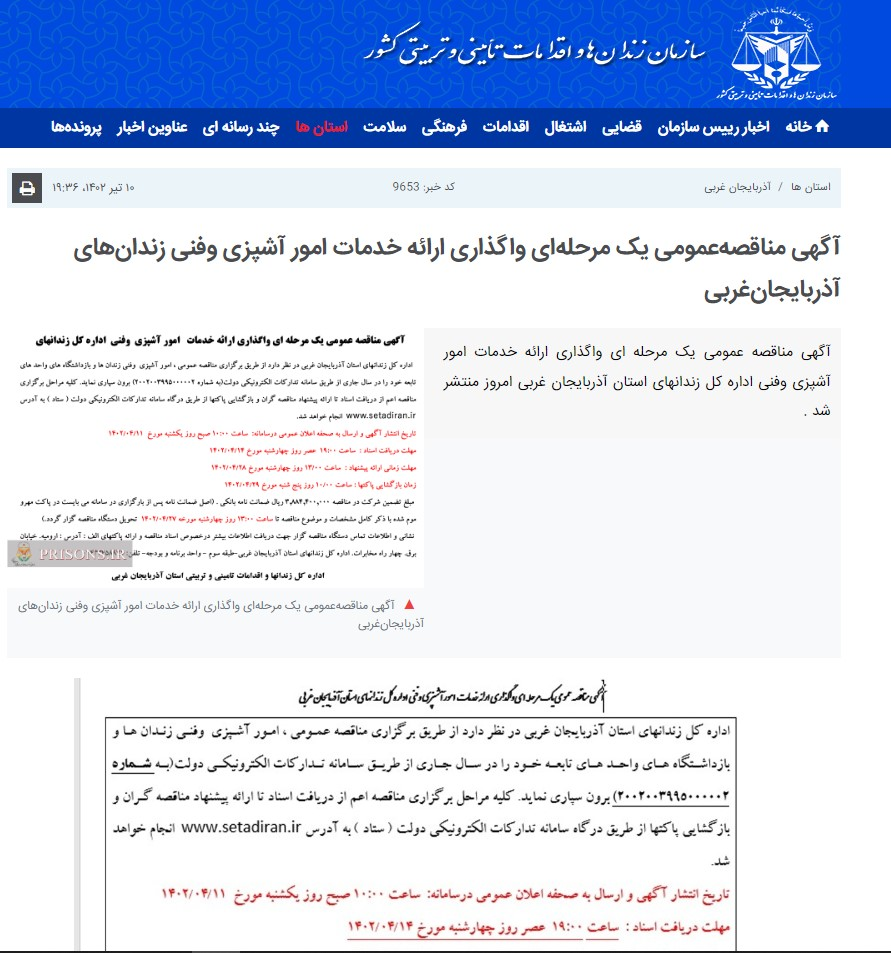 سازمان زندان‌ها و اقدامات تأمینی و تربیتی کشور
سازمان زندان‌ها و اقدامات تأمینی و تربیتی کشور
خانه اخبار رییس سازمان قضایی اشتغال اقدامات فرهنگی سلامت استان ها چند رسانه ای عناوین اخبار پرونده‌ها
استان ها / آذربایجان غربی کد خبر: 9653 ۱۰ تیر ۱۴۰۲، ۱۹:۳۶
آگهی مناقصه‌عمومی یک مرحله‌ای واگذاری ارائه خدمات امور آشپزی وفنی زندان‌های
آذربایجان‌غربی
آگهی مناقصه عمومی یک مرحله ای واگذاری ارائه خدمات امور
آشپزی وفنی اداره کل زندانهای استان آذربایجان غربی امروز منتشر
شد .
آگهی مناقصه عمومی یک مرحله ای واگذاری ارائه خدمات امور آشپزی وفنی اداره کل زندانهای
اداره کل زندانهای استان آذربایجان غربی در نظر دارد از طریق برگزاری مناقصه عمومی ، امور آشپزی وفنی زندان ها و بازداشتگاه های واحد های
تابعه خود را در سال جاری از طریق سامانه تدارکات الکترونیکی دولت(به شماره ۲۰۰۲۰۰۳۹۹۵۰۰۰۰۰۲) برون سپاری نماید. کلیه مراحل برگزاری
مناقصه اعم از دریافت اسناد تا ارائه پیشنهاد مناقصه گران و بازگشایی پاکتها از طریق درگاه سامانه تدارکات الکترونیکی دولت ( ستاد ) به آدرس
www.setadiran.ir انجام خواهد شد.
تاریخ انتشار آگهی و ارسال به صحفه اعلان عمومی درسامانه: ساعت ۱۰:۰۰ صبح روز یکشنبه مورخ ۱۴۰۲/۰۴/۱۱
مهلت دریافت اسناد : ساعت ۱۹:۰۰ عصر روز چهارشنبه مورخ ۱۴۰۲/۰۴/۱۴
مهلت زمانی ارائه پیشنهاد : ساعت ۱۳/۰۰ روز چهارشنبه مورخ ۱۴۰۲/۰۴/۲۸
زمان بازگشایی پاکتها : ساعت ۱۰/۰۰ روز پنج شنبه مورخ ۱۴۰۲/۰۴/۲۹
مبلغ تضمین شرکت در مناقصه ۳,۸۸۴,۴۰۰,۰۰۰ ریال ضمانت نامه بانکی . (اصل ضمانت نامه پس از بارگزاری در سامانه می بایست در پاکت مهرو
موم شده با ذکر کامل مشخصات و موضوع مناقصه تا ساعت ۱۳:۰۰ روز چهارشنبه مورخه ۱۴۰۲/۰۴/۲۷ تحویل دستگاه مناقصه گزار گردد.)
نشانی و اطلاعات تماس دستگاه مناقصه گزار جهت دریافت اطلاعات بیشتر درخصوص اسناد مناقصه و ارائه پاکتهای الف : آدرس : ارومیه. خیابان
برق. چهار راه مخابرات. اداره کل زندانهای استان آذربایجان غربی-طبقه سوم - واحد برنامه و بودجه- تلفن:
PRISONS.IR
اداره کل زندانها و اقدامات تامینی و تربیتی استان آذربایجان غربی
آگهی مناقصه‌عمومی یک مرحله‌ای واگذاری ارائه خدمات امور آشپزی وفنی زندان‌های
آذربایجان‌غربی
آگهی مناقصه عمومی یک مرحله ای واگذاری ارائه خدمات امور آشپزی وفنی اداره کل زندانهای استان آذربایجان غربی
اداره کل زندانهای استان آذربایجان غربی در نظر دارد از طریق برگزاری مناقصه عمومی ، امور آشپزی وفنی زندان ها و
بازداشتگاه های واحد های تابعه خود را در سال جاری از طریق سامانه تدارکات الکترونیکی دولت(به شماره
۲۰۰۲۰۰۳۹۹۵۰۰۰۰۰۲) برون سپاری نماید. کلیه مراحل برگزاری مناقصه اعم از دریافت اسناد تا ارائه پیشنهاد مناقصه گران و
بازگشایی پاکتها از طریق درگاه سامانه تدارکات الکترونیکی دولت ( ستاد ) به آدرس www.setadiran.ir انجام خواهد
شد.
تاریخ انتشار آگهی و ارسال به صحفه اعلان عمومی درسامانه: ساعت ۱۰:۰۰ صبح روز یکشنبه مورخ ۱۴۰۲/۰۴/۱۱
مهلت دریافت اسناد : ساعت ۱۹:۰۰ عصر روز چهارشنبه مورخ ۱۴۰۲/۰۴/۱۴